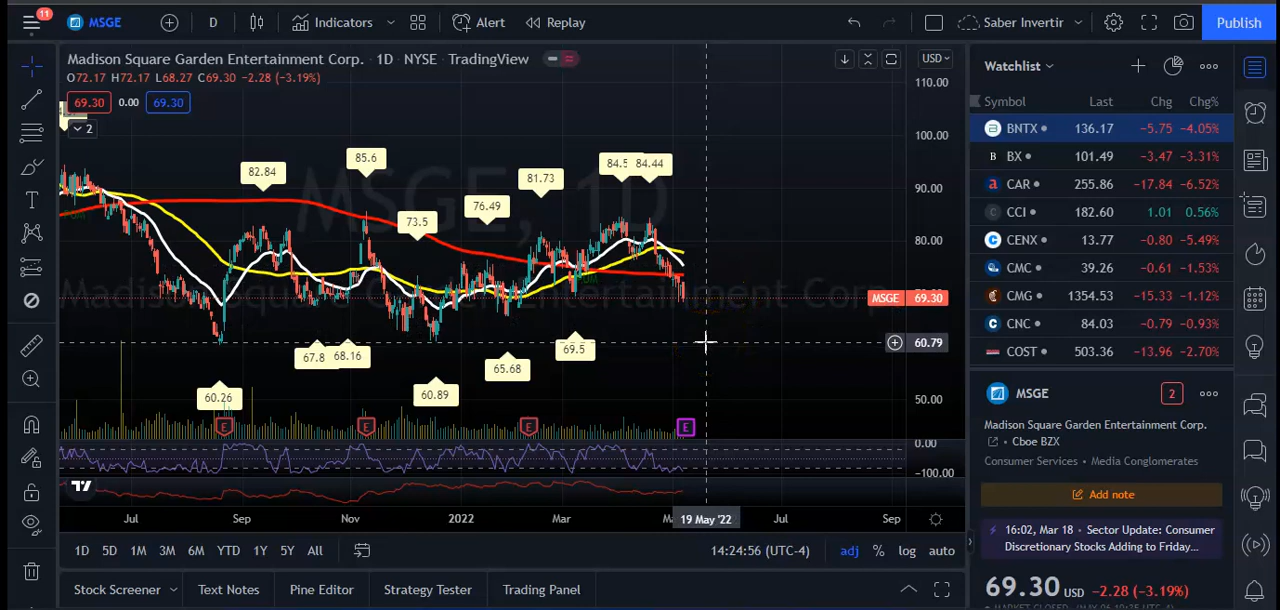 11
MSGE
D
Indicators
Alert
Replay
Saber Invertir
Publish
Madison Square Garden Entertainment Corp. · 1D · NYSE · TradingView
O72.17 H72.17 L68.27 C69.30 −2.28 (−3.19%)
69.30 0.00 69.30
2
USD
MSGE, 1D
Madison Square Garden Entertainment Corp
110.00
100.00
90.00
80.00
MSGE 69.30
60.79
50.00
0.00
−100.00
82.84
85.6
73.5
76.49
81.73
84.44
60.26
67.8
68.16
60.89
65.68
69.5
E
E
E
E
Jul
Sep
Nov
2022
Mar
19 May '22
Jul
Sep
1D 5D 1M 3M 6M YTD 1Y 5Y All
14:24:56 (UTC-4)
adj % log auto
Stock Screener
Text Notes
Pine Editor
Strategy Tester
Trading Panel
Watchlist
Symbol Last Chg Chg%
BNTX 136.17 −5.75 −4.05%
BX 101.49 −3.47 −3.31%
CAR 255.86 −17.84 −6.52%
CCI 182.60 1.01 0.56%
CENX 13.77 −0.80 −5.49%
CMC 39.26 −0.61 −1.53%
CMG 1354.53 −15.33 −1.12%
CNC 84.03 −0.79 −0.93%
COST 503.36 −13.96 −2.70%
MSGE
2
Madison Square Garden Entertainment Corp.
Cboe BZX
Consumer Services • Media Conglomerates
Add note
16:02, Mar 18 • Sector Update: Consumer
Discretionary Stocks Adding to Friday...
69.30 USD −2.28 (−3.19%)